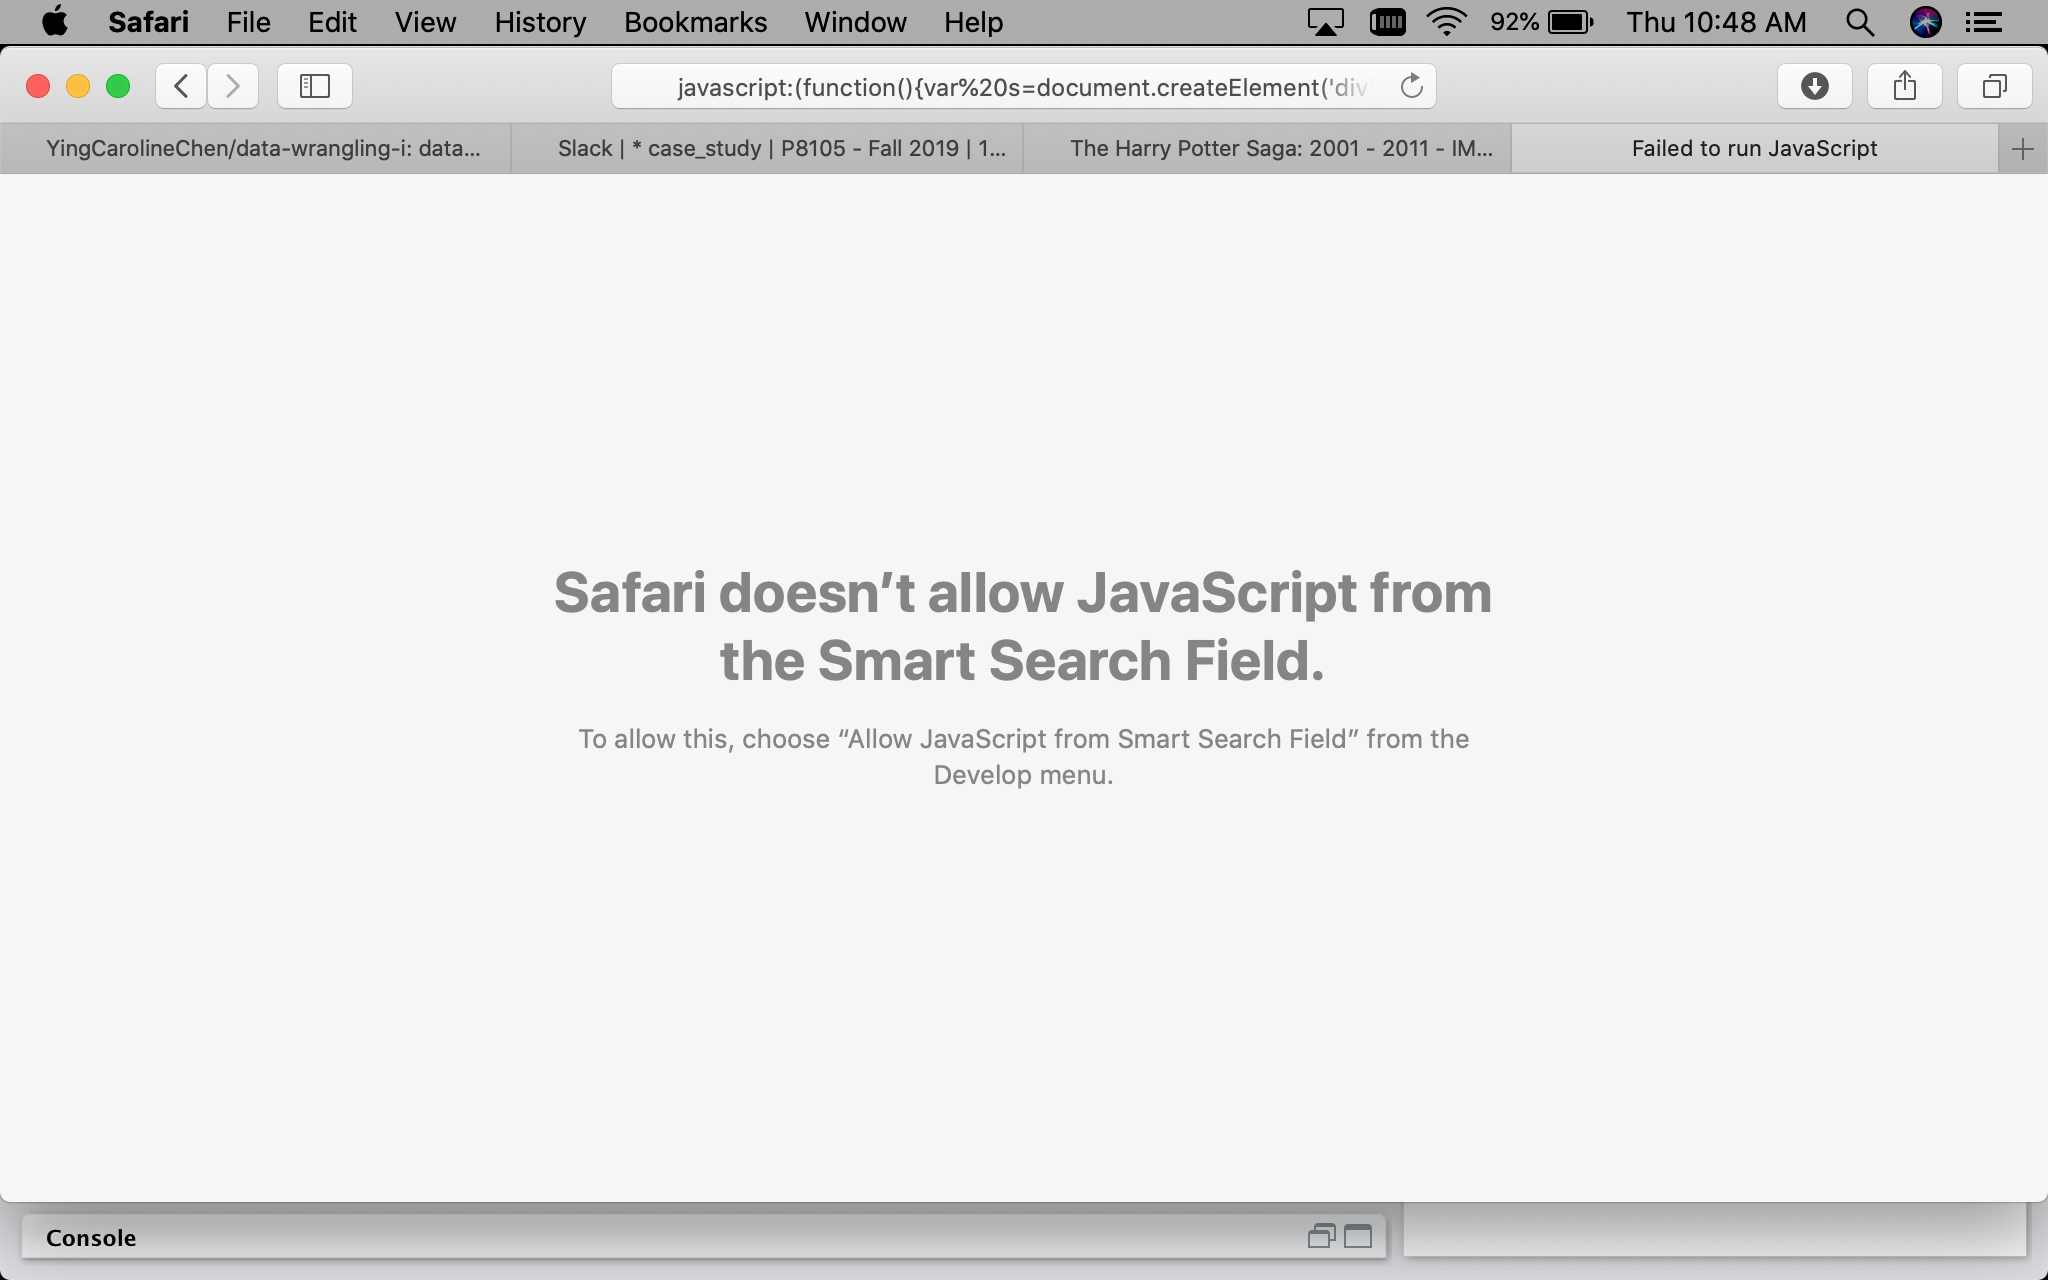 Safari File Edit View History Bookmarks Window Help 92% Thu 10:48 AM
javascript:(function(){var%20s=document.createElement('div'
YingCarolineChen/data-wrangling-i: data... Slack | * case_study | P8105 - Fall 2019 | 1... The Harry Potter Saga: 2001 - 2011 - IM... Failed to run JavaScript
Safari doesn’t allow JavaScript from
the Smart Search Field.
To allow this, choose “Allow JavaScript from Smart Search Field” from the
Develop menu.
Console